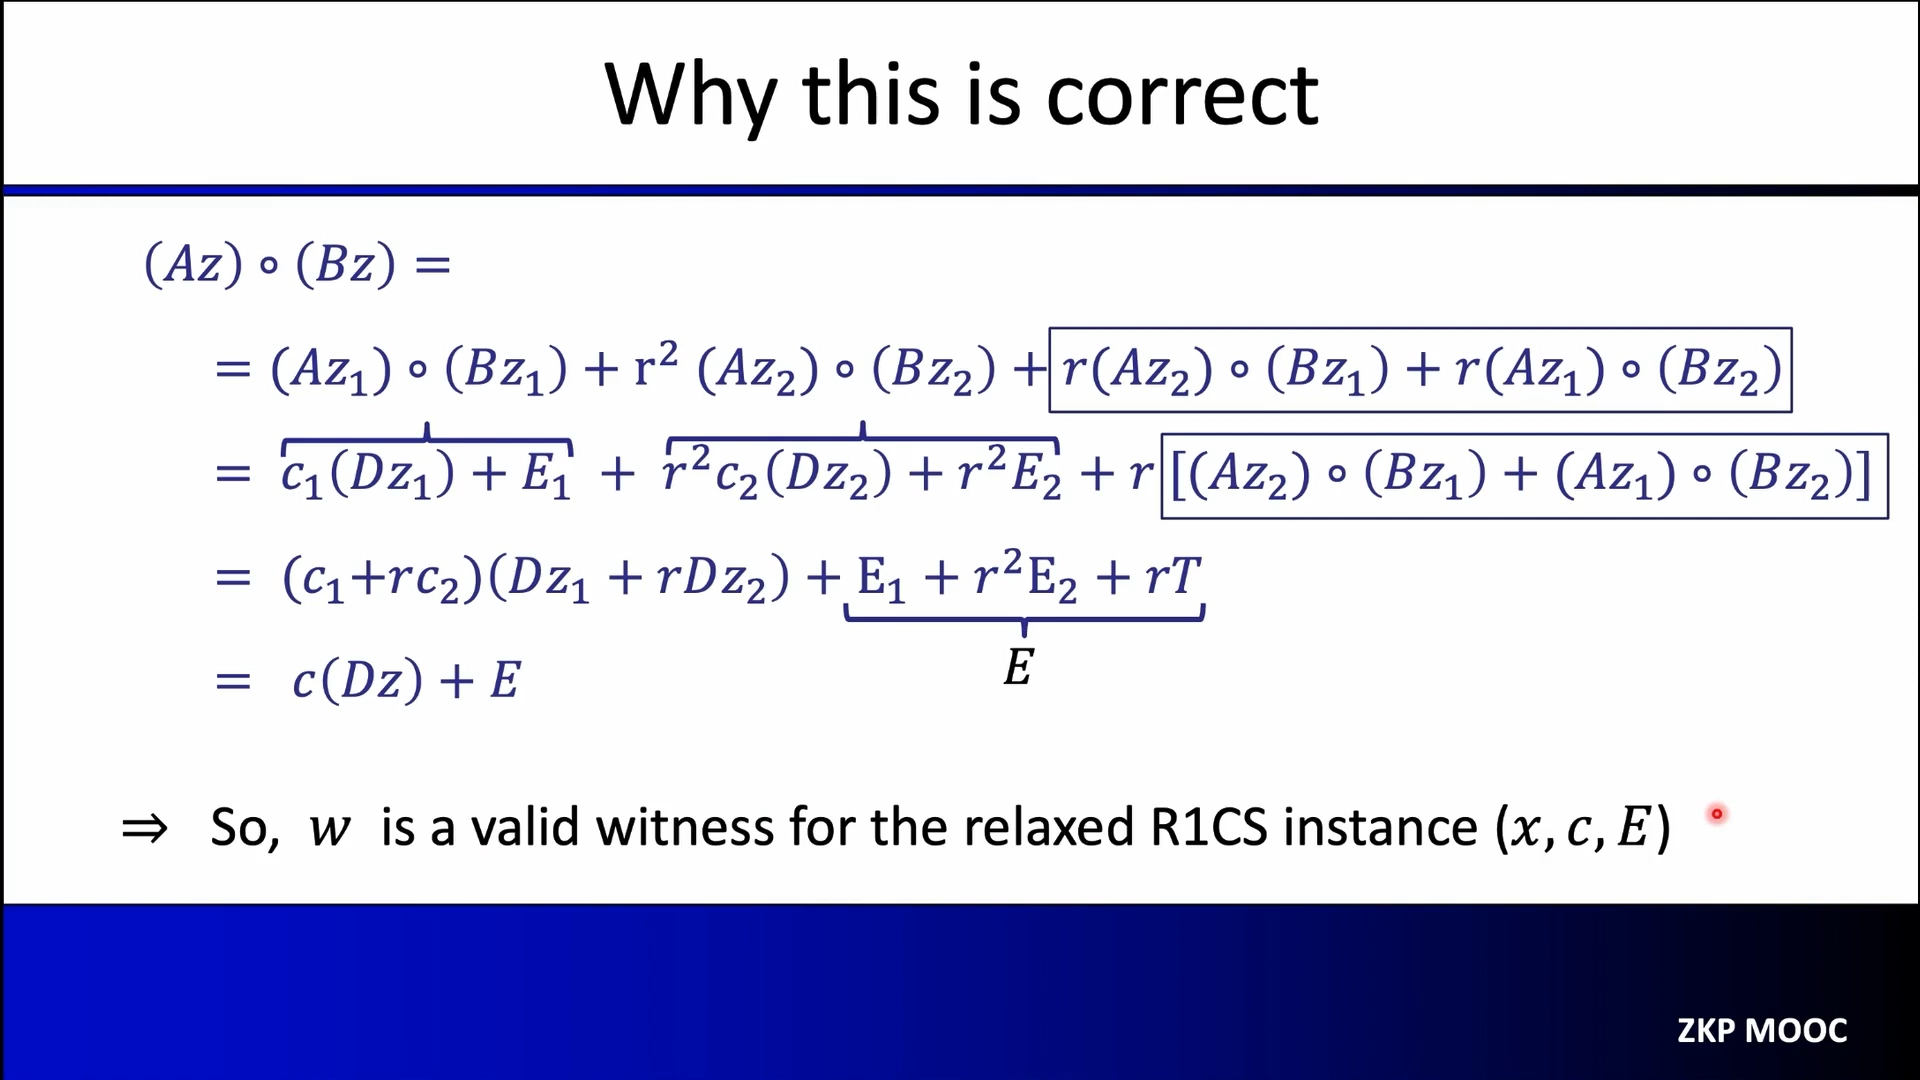 Why this is correct
(Az) ∘ (Bz) =
= (Az₁) ∘ (Bz₁) + r² (Az₂) ∘ (Bz₂) + r(Az₂) ∘ (Bz₁) + r(Az₁) ∘ (Bz₂)
= c₁(Dz₁) + E₁ + r²c₂(Dz₂) + r²E₂ + r [(Az₂) ∘ (Bz₁) + (Az₁) ∘ (Bz₂)]
= (c₁+rc₂)(Dz₁ + rDz₂) + E₁ + r²E₂ + rT
E
= c(Dz) + E
⇒ So, w is a valid witness for the relaxed R1CS instance (x, c, E)
ZKP MOOC